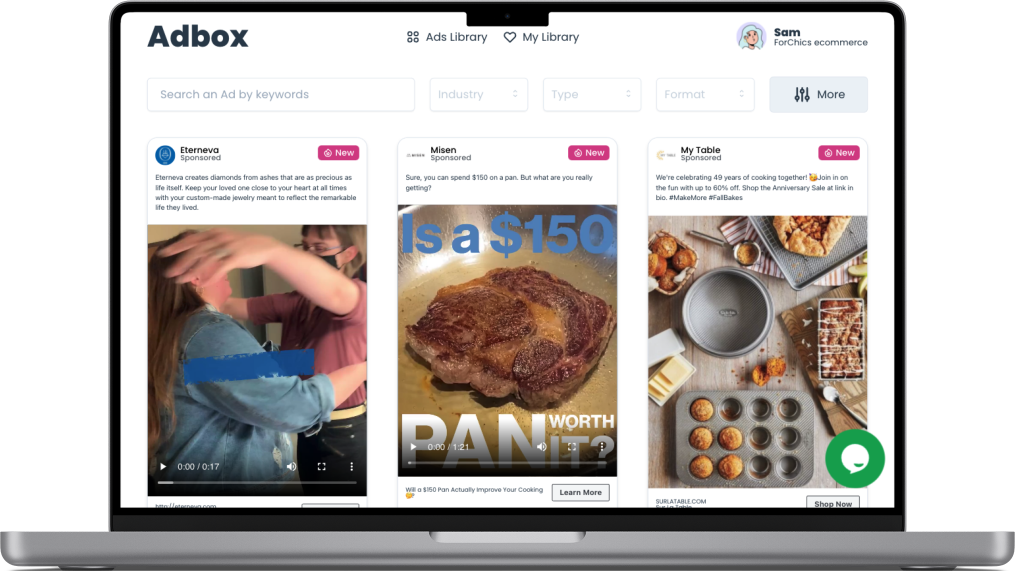 Adbox
Ads Library
My Library
Sam
ForChics ecommerce
Search an Ad by keywords
Industry
Type
Format
More
Eterneva
Sponsored
New
Eterneva creates diamonds from ashes that are as precious as
life itself. Keep your loved one close to your heart at all times
with your custom-made jewelry meant to reflect the remarkable
life they lived.
0:00 / 0:17
http://eterneva.com
Misen
Sponsored
New
Sure, you can spend $150 on a pan. But what are you really
getting?
Is a $150
PAN WORTH
IT?
0:00 / 1:21
Will a $150 Pan Actually Improve Your Cooking
🤝
Learn More
My Table
Sponsored
New
We're celebrating 49 years of cooking together! 🥰Join in on
the fun with up to 60% off. Shop the Anniversary Sale at link in
bio. #MakeMore #FallBakes
SURLATABLE.COM
Sur La Table
Shop Now